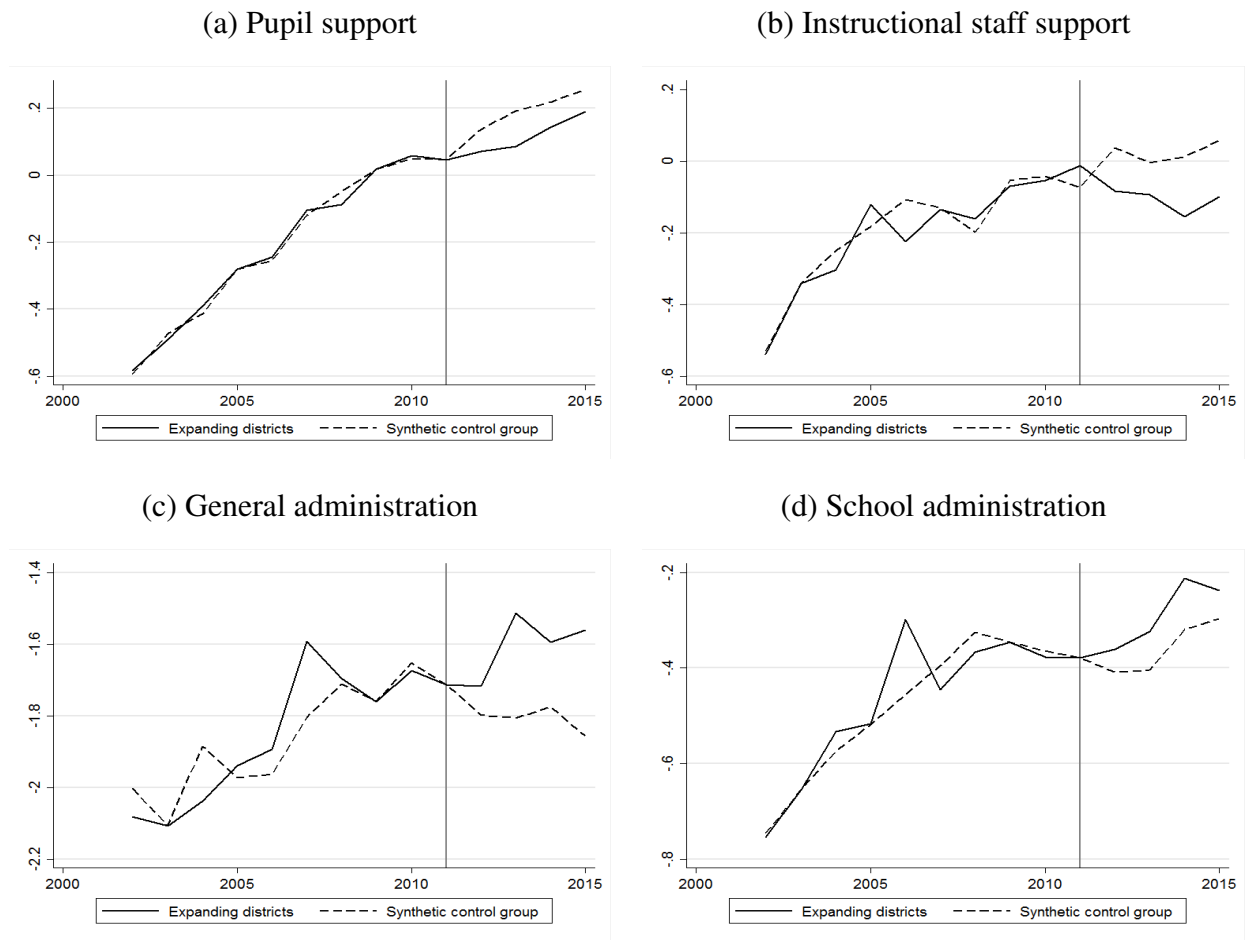 (a) Pupil support
.2
0
-.2
-.4
-.6
2000 2005 2010 2015
Expanding districts Synthetic control group
(b) Instructional staff support
.2
0
-.2
-.4
-.6
2000 2005 2010 2015
Expanding districts Synthetic control group
(c) General administration
-1.4
-1.6
-1.8
-2
-2.2
2000 2005 2010 2015
Expanding districts Synthetic control group
(d) School administration
-.2
-.4
-.6
-.8
2000 2005 2010 2015
Expanding districts Synthetic control group